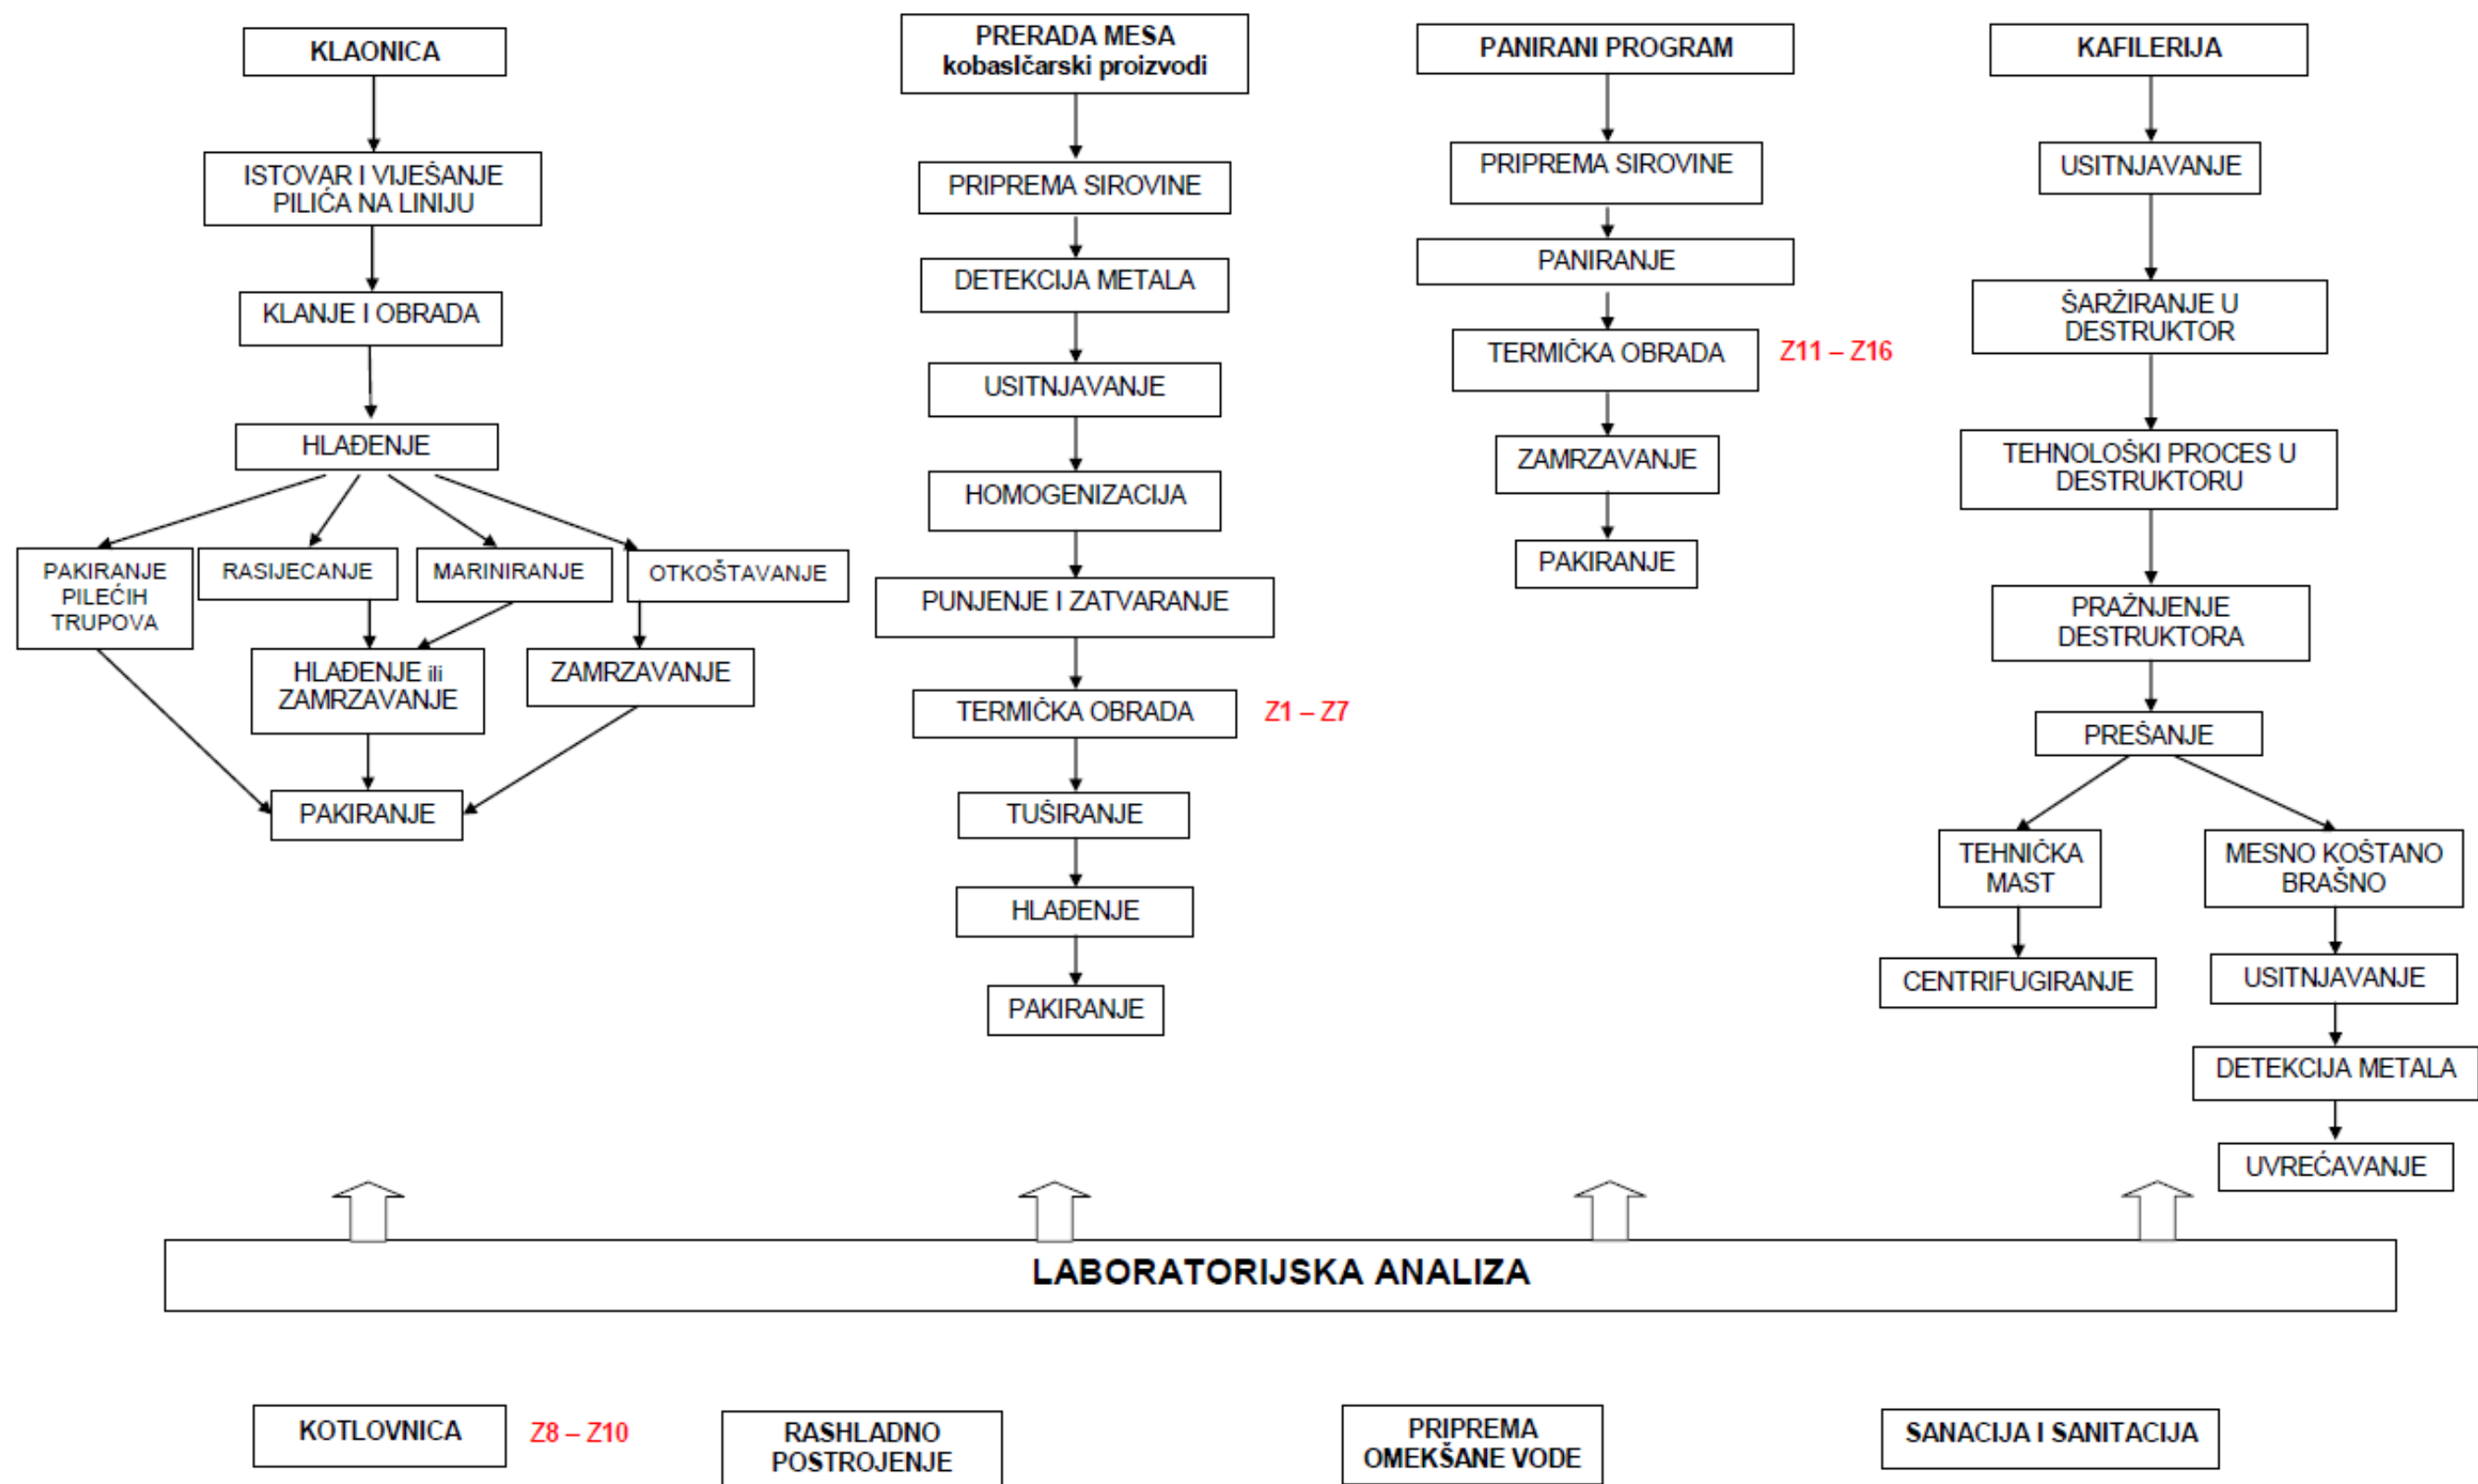 KLAONICA
ISTOVAR I VIJEŠANJE
PILIĆA NA LINIJU
KLANJE I OBRADA
HLAĐENJE
PAKIRANJE
PILEĆIH
TRUPOVA
RASIJECANJE
MARINIRANJE
OTKOŠTAVANJE
HLAĐENJE ili
ZAMRZAVANJE
ZAMRZAVANJE
PAKIRANJE
PRERADA MESA
kobasIčarski proizvodi
PRIPREMA SIROVINE
DETEKCIJA METALA
USITNJAVANJE
HOMOGENIZACIJA
PUNJENJE I ZATVARANJE
TERMIČKA OBRADA
Z1 – Z7
TUŠIRANJE
HLAĐENJE
PAKIRANJE
PANIRANI PROGRAM
PRIPREMA SIROVINE
PANIRANJE
TERMIČKA OBRADA
Z11 – Z16
ZAMRZAVANJE
PAKIRANJE
KAFILERIJA
USITNJAVANJE
ŠARŽIRANJE U
DESTRUKTOR
TEHNOLOŠKI PROCES U
DESTRUKTORU
PRAŽNJENJE
DESTRUKTORA
PREŠANJE
TEHNIČKA
MAST
CENTRIFUGIRANJE
MESNO KOŠTANO
BRAŠNO
USITNJAVANJE
DETEKCIJA METALA
UVREĆAVANJE
LABORATORIJSKA ANALIZA
KOTLOVNICA
Z8 – Z10
RASHLADNO
POSTROJENJE
PRIPREMA
OMEKŠANE VODE
SANACIJA I SANITACIJA